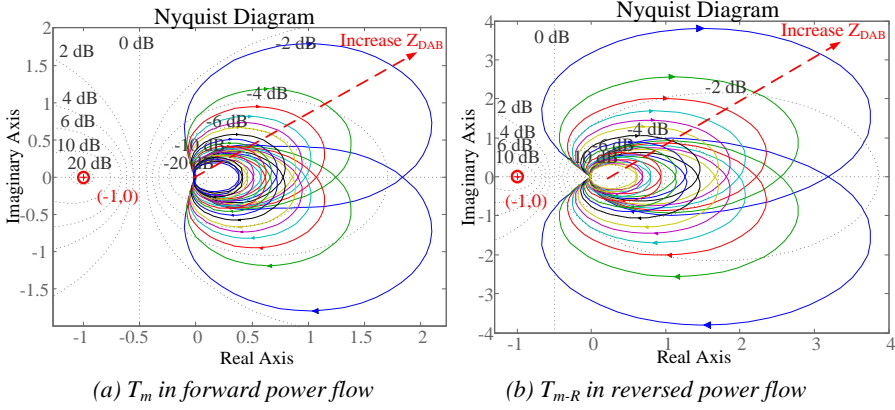 Nyquist Diagram
Increase Z_DAB
0 dB
-2 dB
2 dB
-4 dB
4 dB
-6 dB
6 dB
-10 dB
10 dB
-20 dB
20 dB
(-1,0)
Imaginary Axis
2
1.5
1
0.5
0
-0.5
-1
-1.5
-1
-0.5
0
0.5
1
1.5
2
Real Axis
(a) T_m in forward power flow
Nyquist Diagram
Increase Z_DAB
0 dB
-2 dB
2 dB
-4 dB
4 dB
-6 dB
6 dB
10 dB
10 dB
(-1,0)
Imaginary Axis
4
3
2
1
0
-1
-2
-3
-4
-1
0
1
2
3
4
Real Axis
(b) T_m-R in reversed power flow